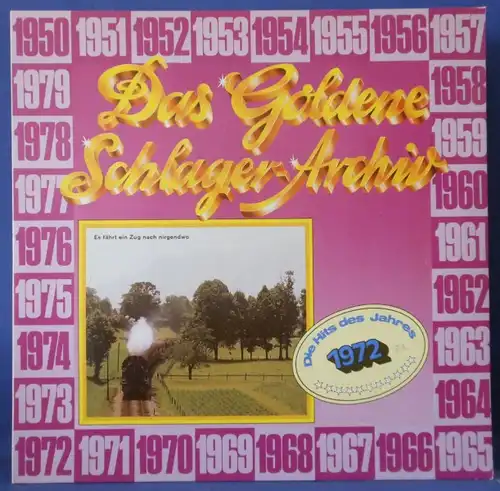 1950 1951 1952 1953 1954 1955 1956 1957
1979 1958
1978 1959
1977 1960
1976 1961
1975 1962
1974 1963
1973 1964
1972 1971 1970 1969 1968 1967 1966 1965
Das Goldene
Schlager-Archiv
Es fährt ein Zug nach nirgendwo
Die Hits des Jahres
1972